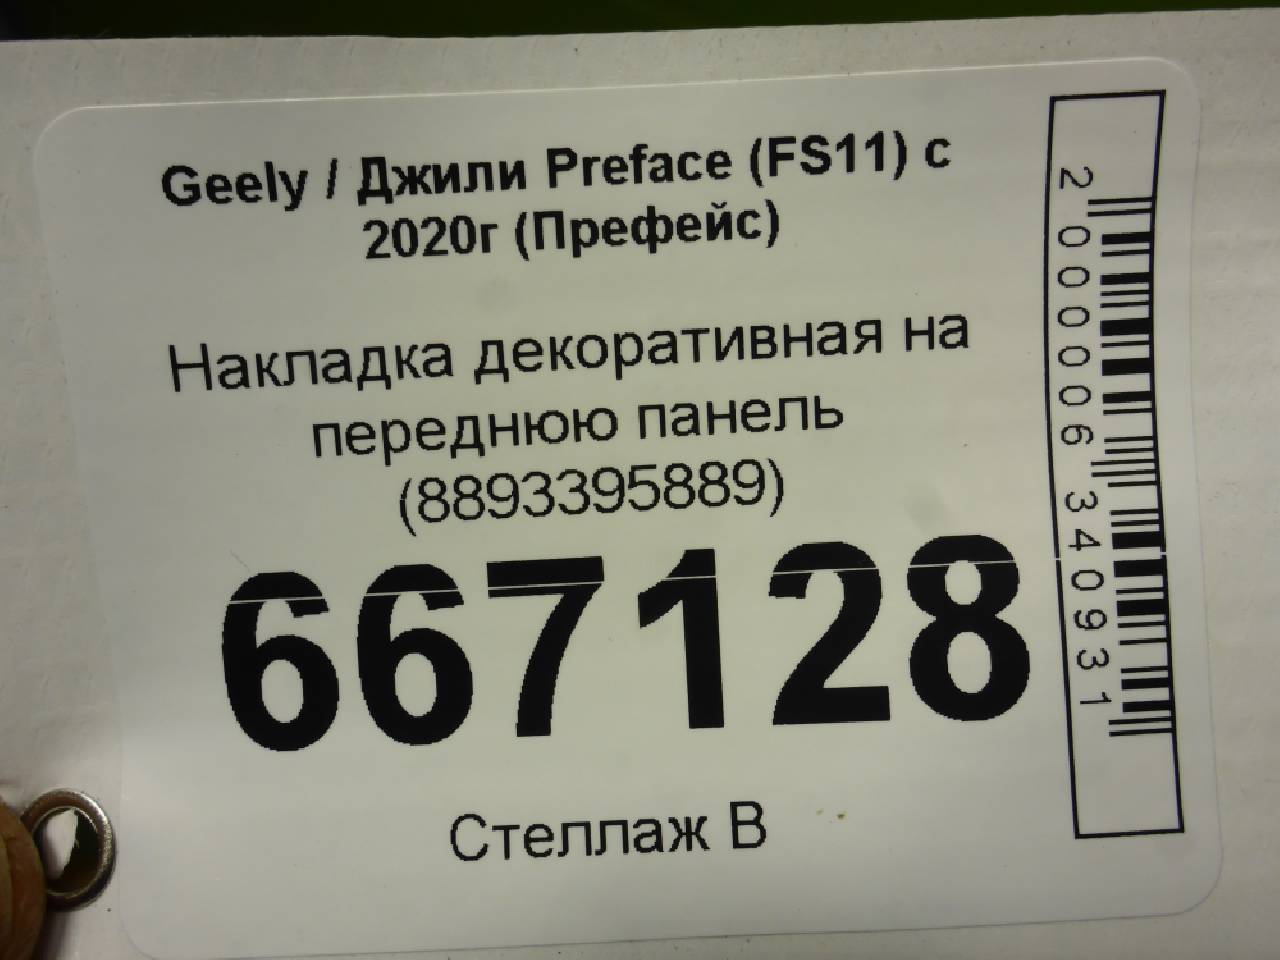 Geely / Джили Preface (FS11) с
2020г (Префейс)
Накладка декоративная на
переднюю панель
(8893395889)
667128
Стеллаж В
2000006340931